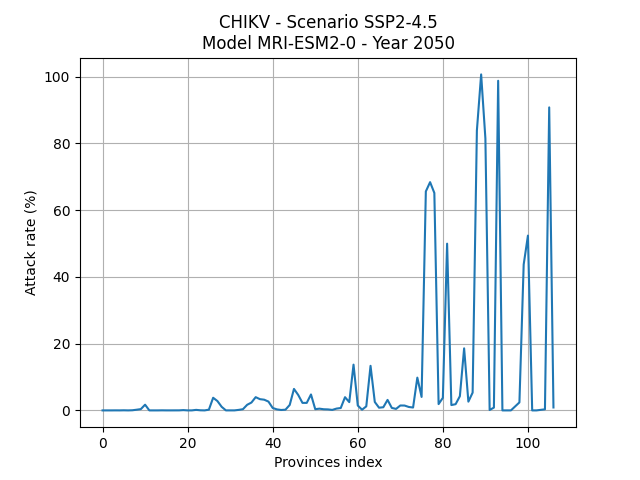 CHIKV - Scenario SSP2-4.5
Model MRI-ESM2-0 - Year 2050
100
80
60
40
20
0
Attack rate (%)
0 20 40 60 80 100
Provinces index